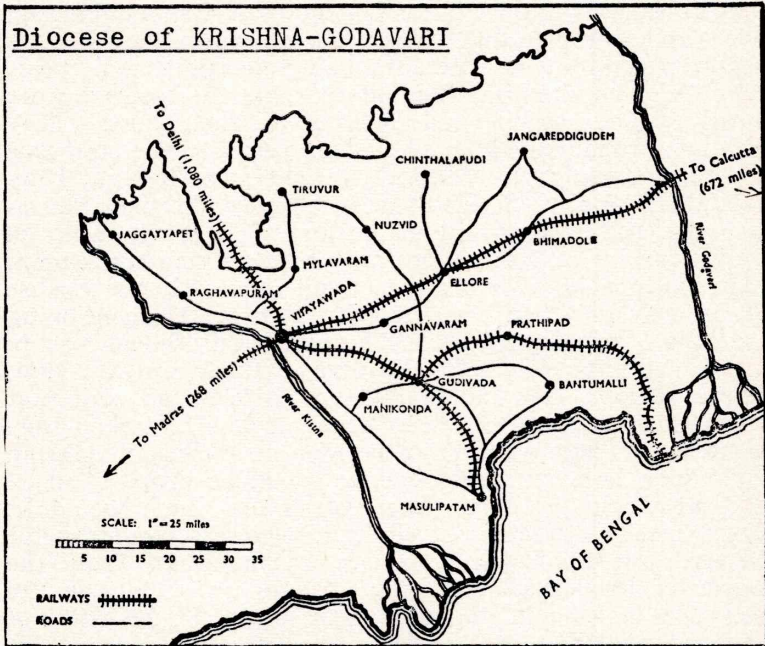 Diocese of KRISHNA-GODAVARI
To Delhi (1,080 miles)
JANGAREDDIGUDEM
CHINTHALAPUDI
To Calcutta
(672 miles)
TIRUVUR
NUZVID
JAGGATYAPET
BHIMADOLE
River Godavari
MYLAVARAM
ELLORE
RAGHAVAPURAM
VIJAYAWADA
GANNAVARAM
PRATHIPAD
To Madras (268 miles)
GUDIVADA
BANTUMALLI
MANIKONDA
River Kistna
MASULIPATAM
SCALE: 1"=25 miles
5 10 15 20 25 30 35
BAY OF BENGAL
RAILWAYS
ROADS